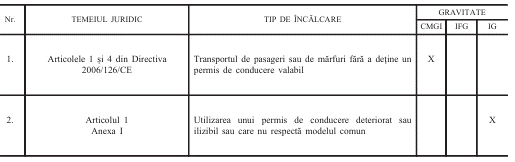 Nr. TEMEIUL JURIDIC TIP DE ÎNCĂLCARE GRAVITATE
CMGI IFG IG
1. Articolele 1 și 4 din Directiva Transportul de pasageri sau de mărfuri fără a deține un X
2006/126/CE permis de conducere valabil
2. Articolul 1 Utilizarea unui permis de conducere deteriorat sau X
Anexa I ilizibil sau care nu respectă modelul comun